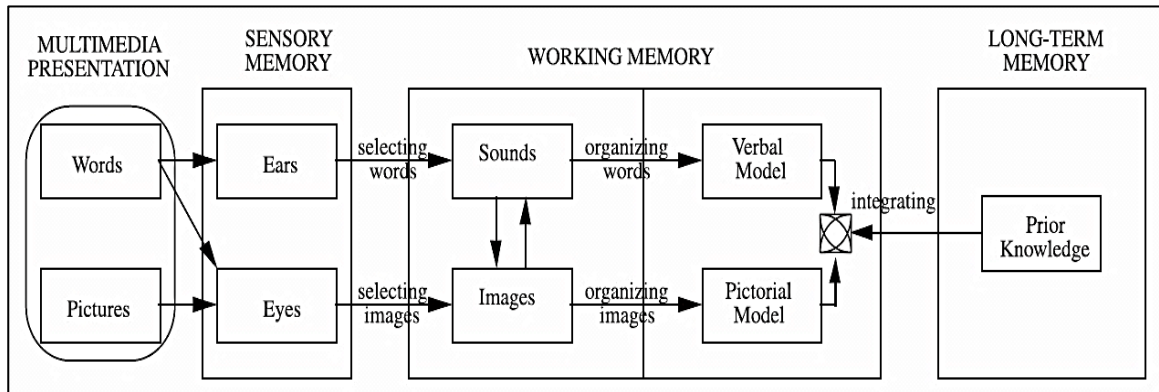 MULTIMEDIA
PRESENTATION
SENSORY
MEMORY
WORKING MEMORY
LONG-TERM
MEMORY
Words
Ears
selecting
words
Sounds
organizing
words
Verbal
Model
integrating
Prior
Knowledge
Pictures
Eyes
selecting
images
Images
organizing
images
Pictorial
Model